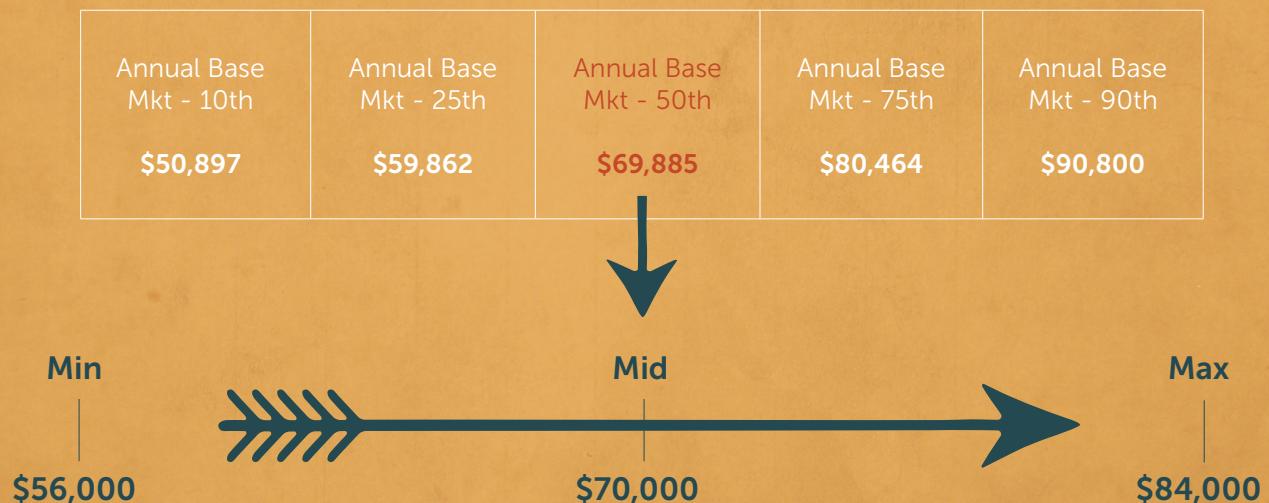 Annual Base
Mkt - 10th
$50,897
Annual Base
Mkt - 25th
$59,862
Annual Base
Mkt - 50th
$69,885
Annual Base
Mkt - 75th
$80,464
Annual Base
Mkt - 90th
$90,800
Min
Mid
Max
$56,000
$70,000
$84,000